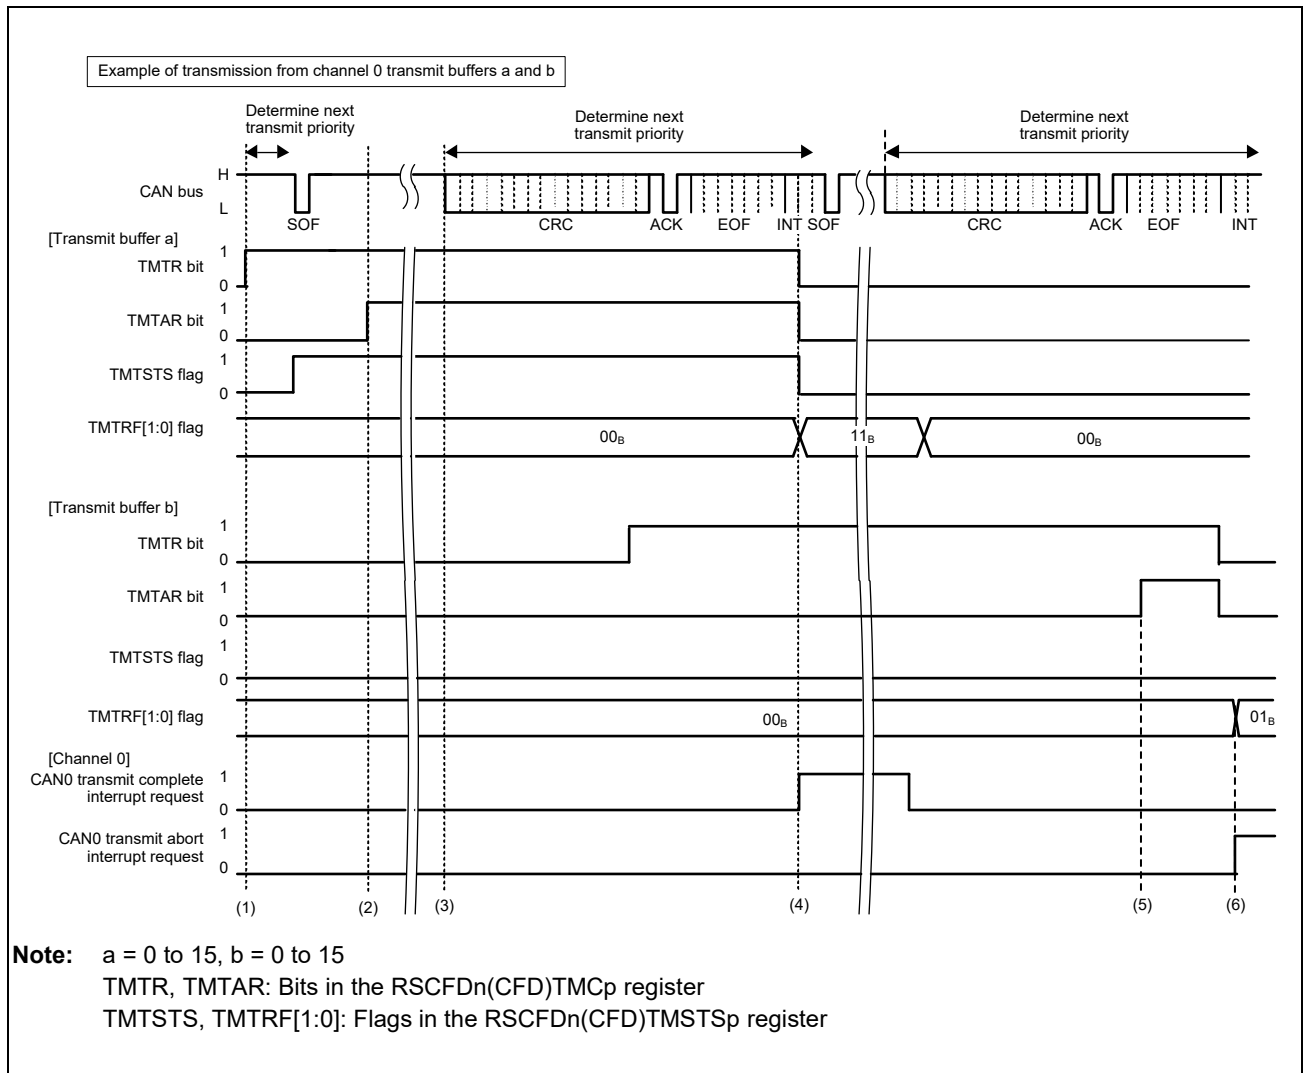 Example of transmission from channel 0 transmit buffers a and b
Determine next
transmit priority
Determine next
transmit priority
Determine next
transmit priority
H
CAN bus
L
SOF
CRC
ACK
EOF
INT
SOF
CRC
ACK
EOF
INT
[Transmit buffer a]
1
TMTR bit
0
1
TMTAR bit
0
1
TMTSTS flag
0
TMTRF[1:0] flag
00B
11B
00B
[Transmit buffer b]
1
TMTR bit
0
1
TMTAR bit
0
1
TMTSTS flag
0
TMTRF[1:0] flag
00B
01B
[Channel 0]
CAN0 transmit complete
interrupt request
1
0
CAN0 transmit abort
interrupt request
1
0
(1)
(2)
(3)
(4)
(5)
(6)
Note: a = 0 to 15, b = 0 to 15
TMTR, TMTAR: Bits in the RSCFDn(CFD)TMCp register
TMTSTS, TMTRF[1:0]: Flags in the RSCFDn(CFD)TMSTSp register